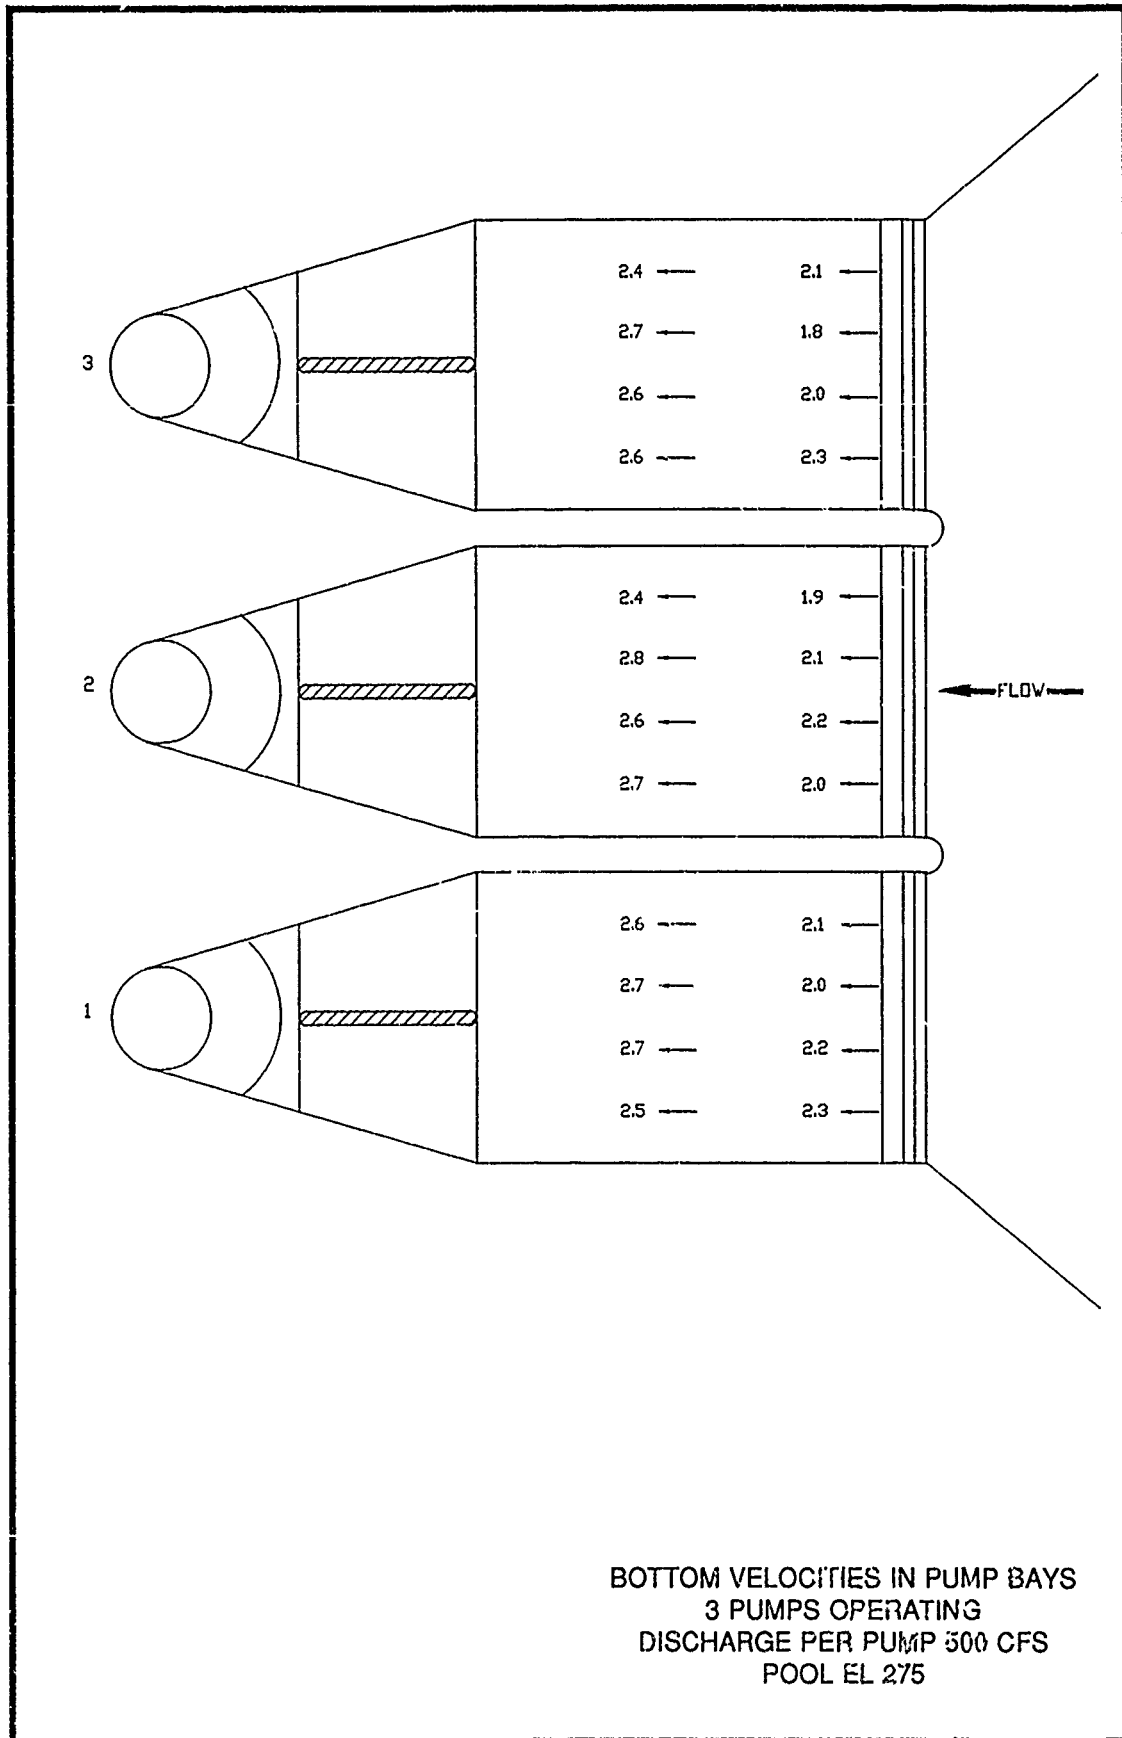 2.4 2.1
2.7 1.8
3
2.6 2.0
2.6 2.3
2.4 1.9
2.8 2.1
2 FLOW
2.6 2.2
2.7 2.0
2.6 2.1
2.7 2.0
1
2.7 2.2
2.5 2.3
BOTTOM VELOCITIES IN PUMP BAYS
3 PUMPS OPERATING
DISCHARGE PER PUMP 500 CFS
POOL EL 275